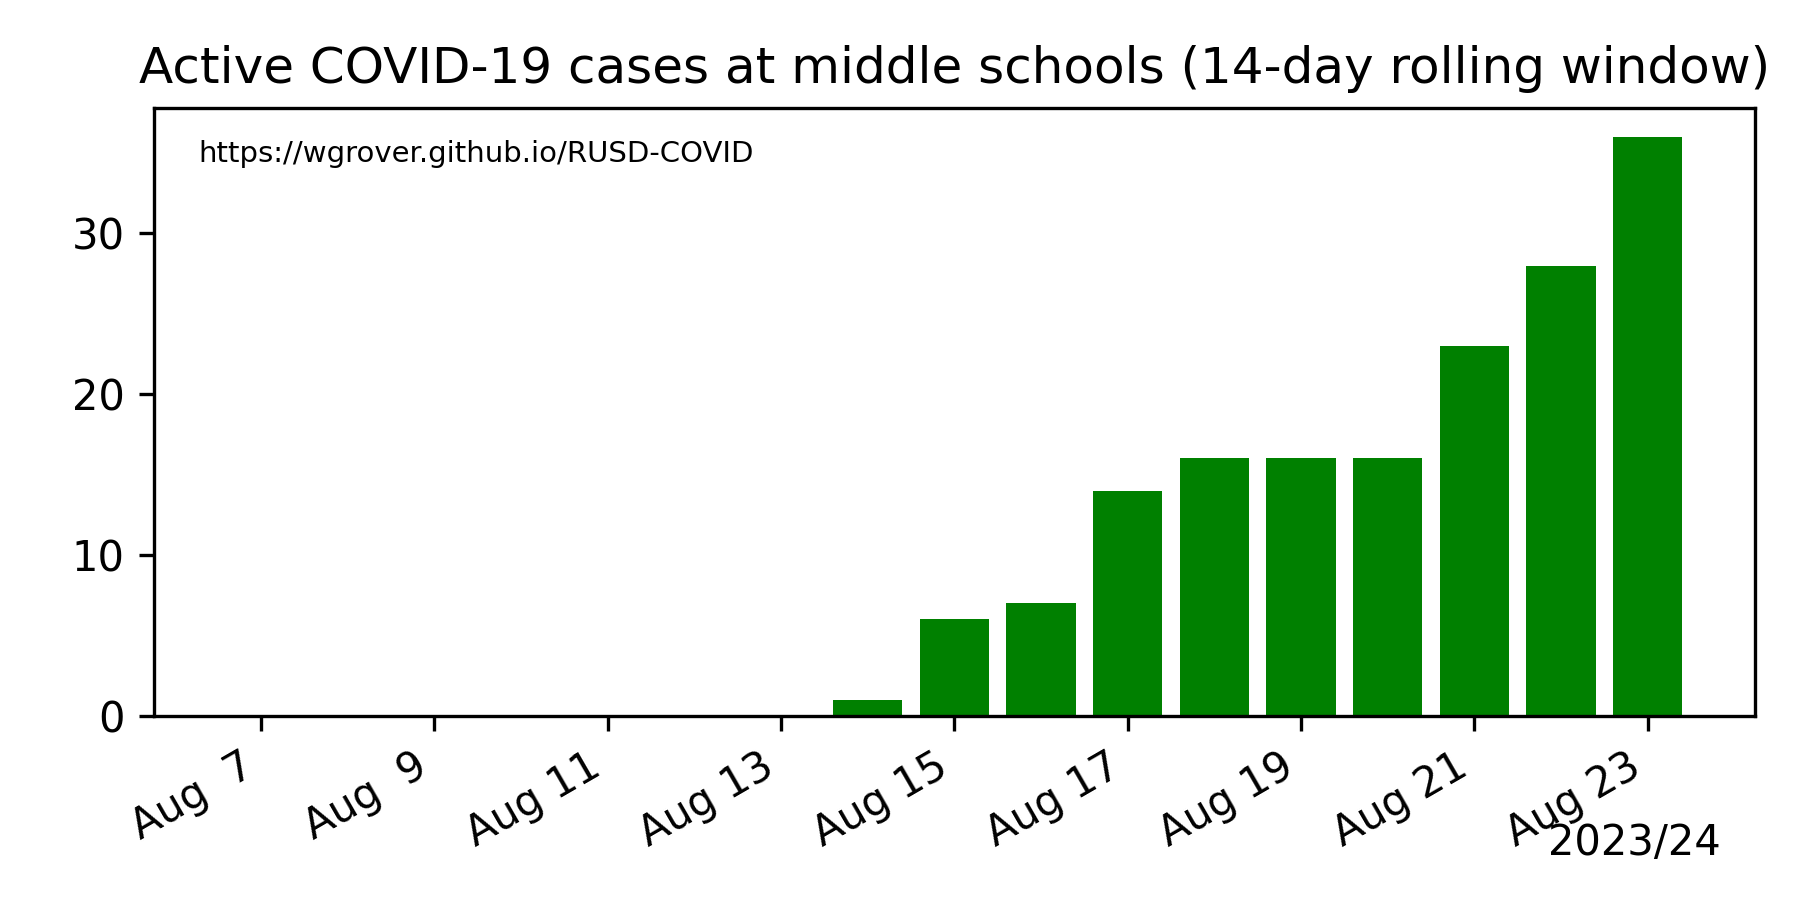 Active COVID-19 cases at middle schools (14-day rolling window)
https://wgrover.github.io/RUSD-COVID
30
20
10
0
Aug 7
Aug 9
Aug 11
Aug 13
Aug 15
Aug 17
Aug 19
Aug 21
Aug 23
2023/24